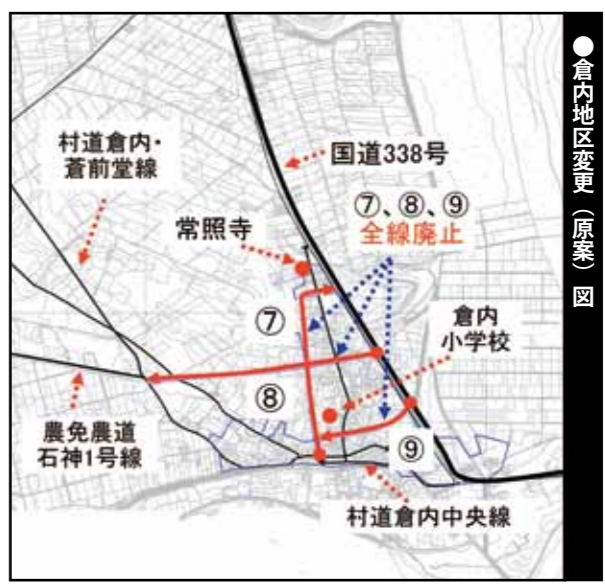 ●倉内地区変更（原案）図
村道倉内・
蒼前堂線
国道338号
⑦、⑧、⑨
全線廃止
常照寺
⑦
倉内
小学校
⑧
農免農道
石神1号線
⑨
村道倉内中央線